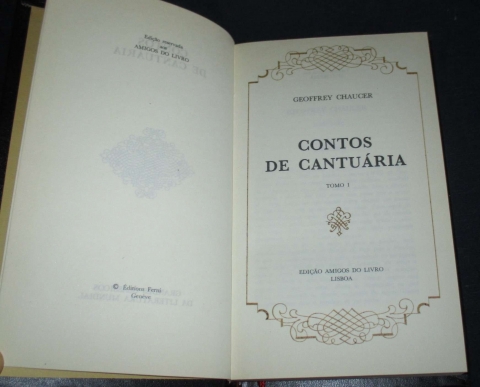 Edição reservada
aos
AMIGOS DO LIVRO
© Éditions Ferni
Genève
GEOFFREY CHAUCER
CONTOS
DE CANTUÁRIA
TOMO I
EDIÇÃO AMIGOS DO LIVRO
LISBOA